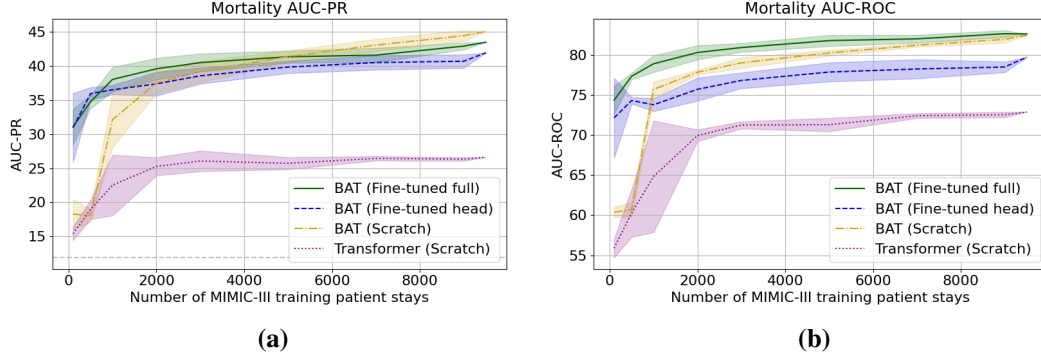 Mortality AUC-PR
45
40
35
30
25
20
15
AUC-PR
BAT (Fine-tuned full)
BAT (Fine-tuned head)
BAT (Scratch)
Transformer (Scratch)
0 2000 4000 6000 8000
Number of MIMIC-III training patient stays
(a)
Mortality AUC-ROC
80
75
70
65
60
55
AUC-ROC
BAT (Fine-tuned full)
BAT (Fine-tuned head)
BAT (Scratch)
Transformer (Scratch)
0 2000 4000 6000 8000
Number of MIMIC-III training patient stays
(b)